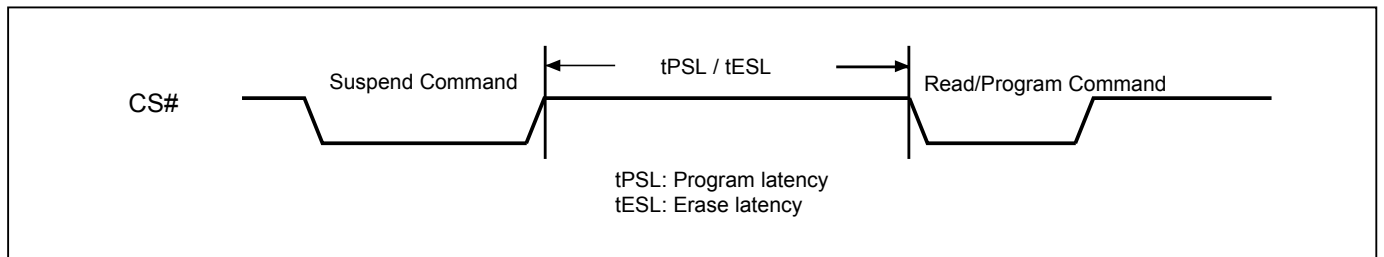 tPSL / tESL
Suspend Command
Read/Program Command
CS#
tPSL: Program latency
tESL: Erase latency